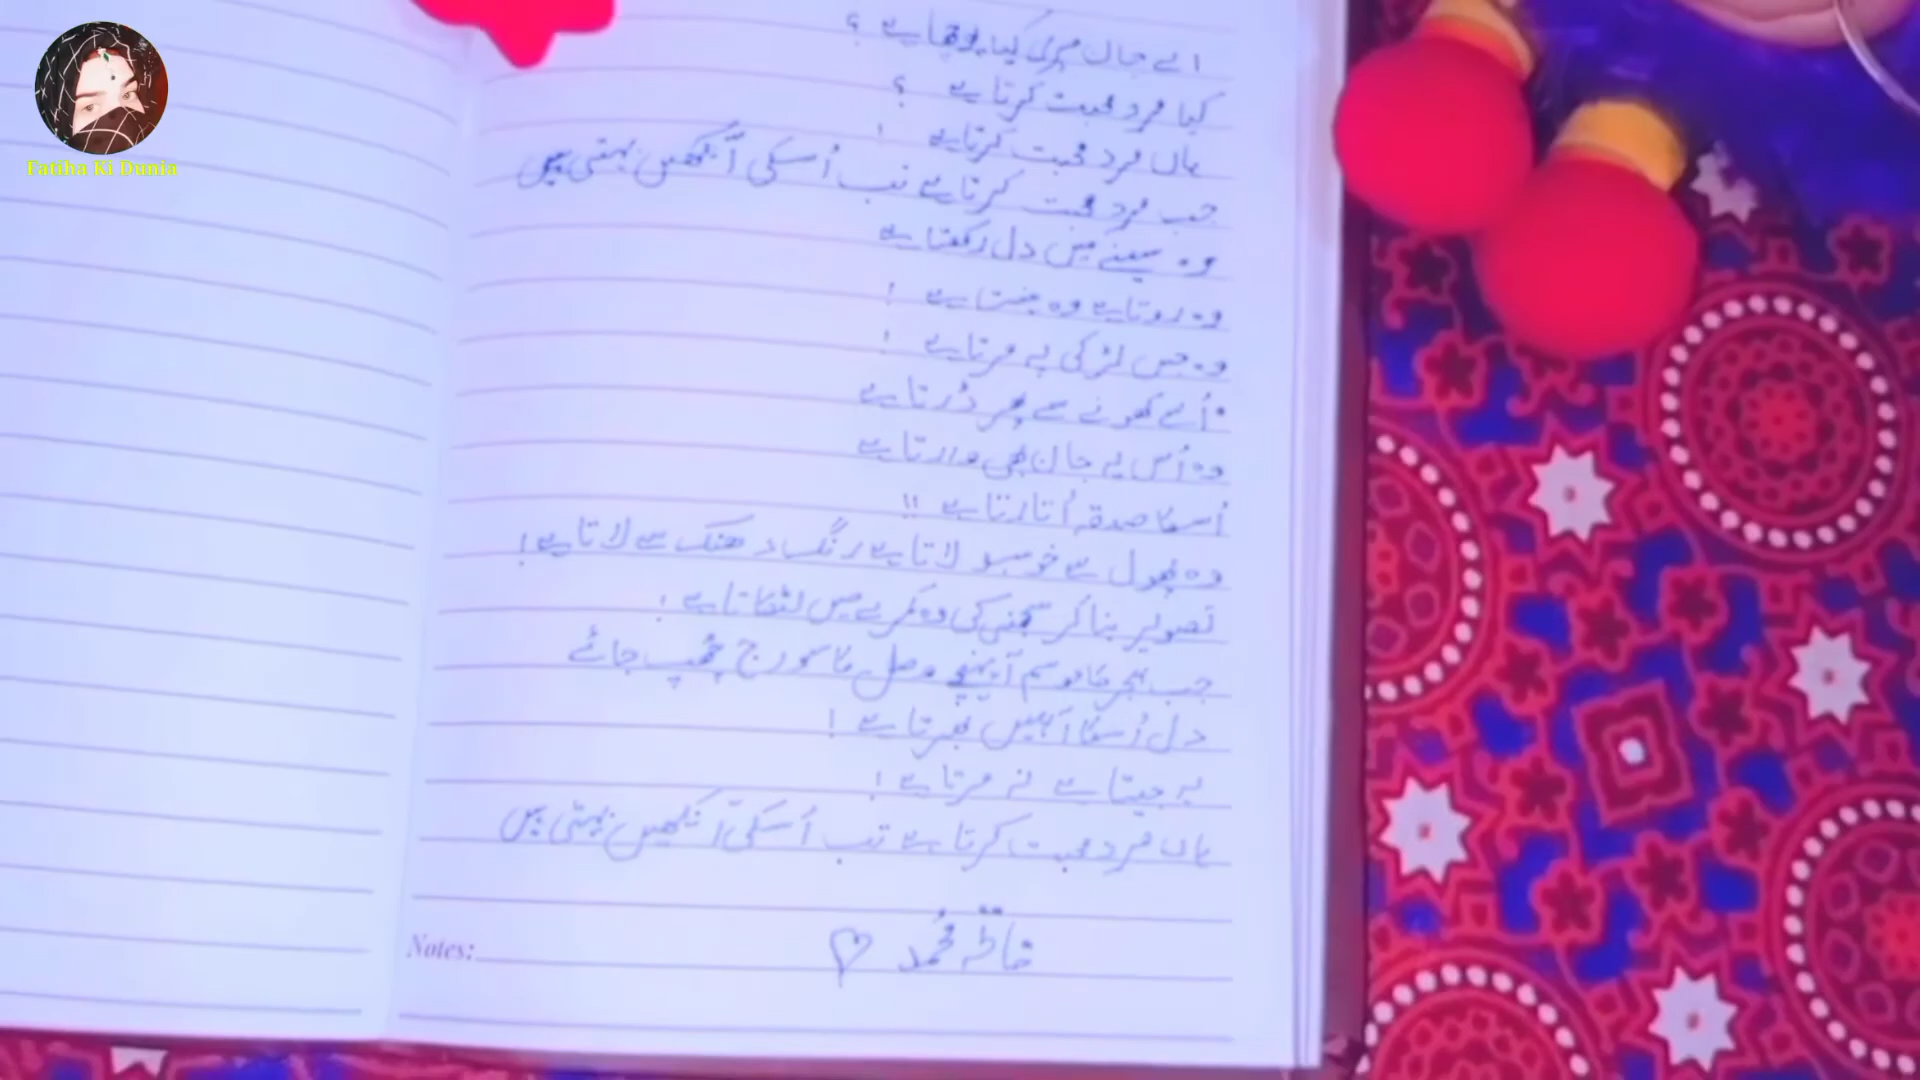 Fatiha Ki Dunia
اے جان میری کیا پوچھا ہے ؟
کیا مرد محبت کرتا ہے ؟
ہاں مرد محبت کرتا ہے !
جب مرد محبت کرتا ہے تب اُسکی آنکھیں بہتی ہیں
وہ سینے میں دل رکھتا ہے
وہ روتا ہے وہ ہنستا ہے !
وہ جس لڑکی پہ مرتا ہے !
اُسے کھونے سے پھر ڈرتا ہے
وہ اُس پہ جان بھی وارتا ہے
اُسکا صدقہ اُتارتا ہے !!
وہ پھول سے خوشبو لاتا ہے رنگ دھنک سے لاتا ہے !
تصویر بنا کر سجنی کی وہ کمرے میں لٹکاتا ہے !
جب ہجر کا موسم آ پہنچے وصل کا سورج چھپ جائے
دل اُسکا آہیں بھرتا ہے !
نہ جیتا ہے نہ مرتا ہے !
ہاں مرد محبت کرتا ہے تب اُسکی آنکھیں بہتی ہیں
محمد ♡
Notes: